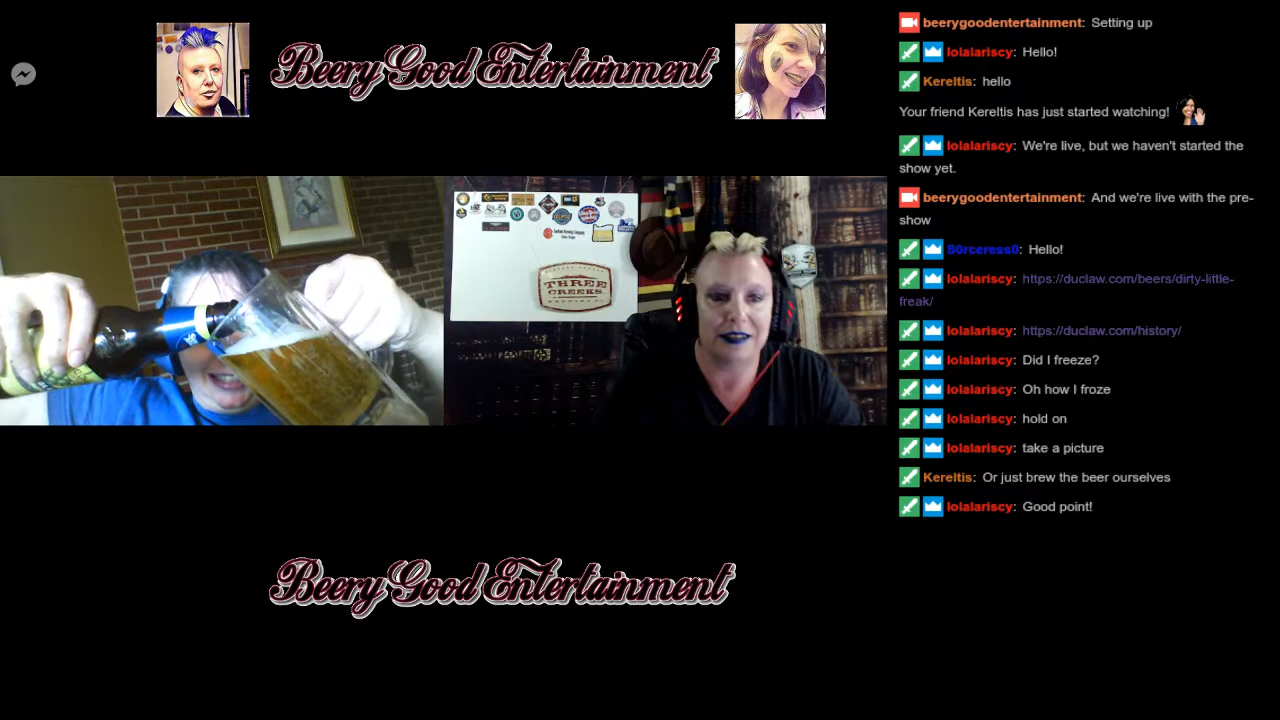 Beery Good Entertainment
THREE
CREEKS
Beery Good Entertainment
beerygoodentertainment: Setting up
lolalariscy: Hello!
Kereltis: hello
Your friend Kereltis has just started watching!
lolalariscy: We're live, but we haven't started the
show yet.
beerygoodentertainment: And we're live with the pre-
show
S0rceress0: Hello!
lolalariscy: https://duclaw.com/beers/dirty-little-
freak/
lolalariscy: https://duclaw.com/history/
lolalariscy: Did I freeze?
lolalariscy: Oh how I froze
lolalariscy: hold on
lolalariscy: take a picture
Kereltis: Or just brew the beer ourselves
lolalariscy: Good point!